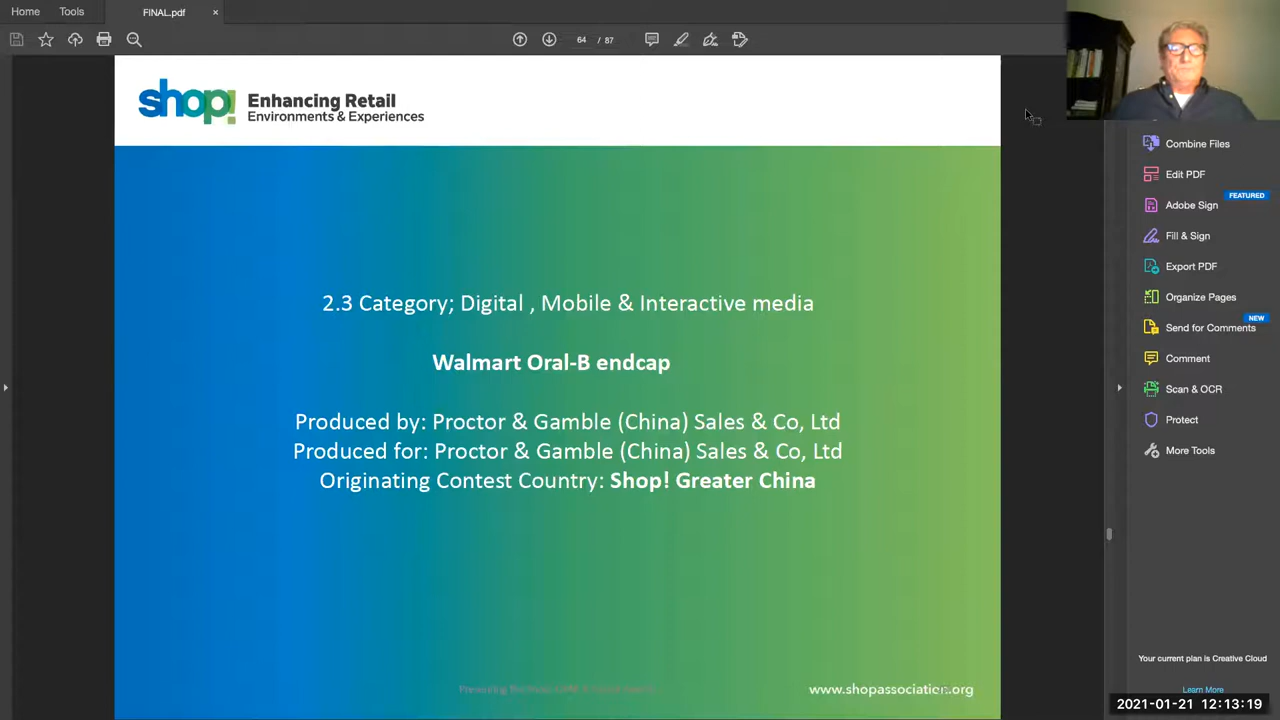 Home Tools FINAL.pdf ×
64 / 87
shop! Enhancing Retail
Environments & Experiences
2.3 Category; Digital , Mobile & Interactive media
Walmart Oral-B endcap
Produced by: Proctor & Gamble (China) Sales & Co, Ltd
Produced for: Proctor & Gamble (China) Sales & Co, Ltd
Originating Contest Country: Shop! Greater China
www.shopassociation.org
Combine Files
Edit PDF
FEATURED
Adobe Sign
Fill & Sign
Export PDF
Organize Pages
NEW
Send for Comments
Comment
Scan & OCR
Protect
More Tools
Your current plan is Creative Cloud
Learn More
2021-01-21 12:13:19